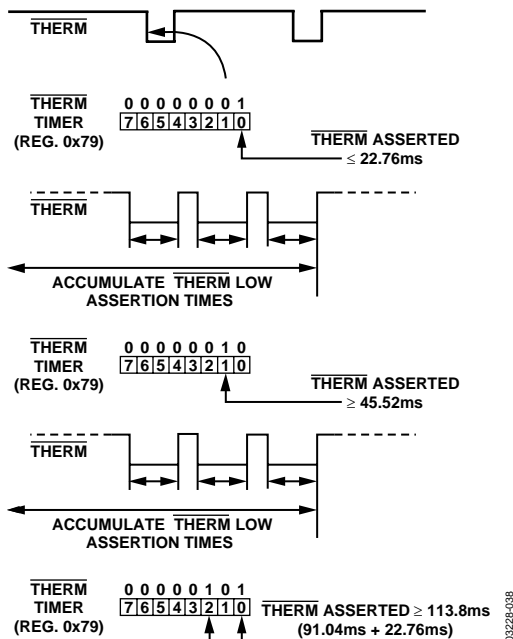 THERM
THERM
TIMER
(REG. 0x79)
0 0 0 0 0 0 0 1
7 6 5 4 3 2 1 0
THERM ASSERTED
≤ 22.76ms
THERM
ACCUMULATE THERM LOW
ASSERTION TIMES
THERM
TIMER
(REG. 0x79)
0 0 0 0 0 0 1 0
7 6 5 4 3 2 1 0
THERM ASSERTED
≥ 45.52ms
THERM
ACCUMULATE THERM LOW
ASSERTION TIMES
THERM
TIMER
(REG. 0x79)
0 0 0 0 0 1 0 1
7 6 5 4 3 2 1 0
THERM ASSERTED ≥ 113.8ms
(91.04ms + 22.76ms)